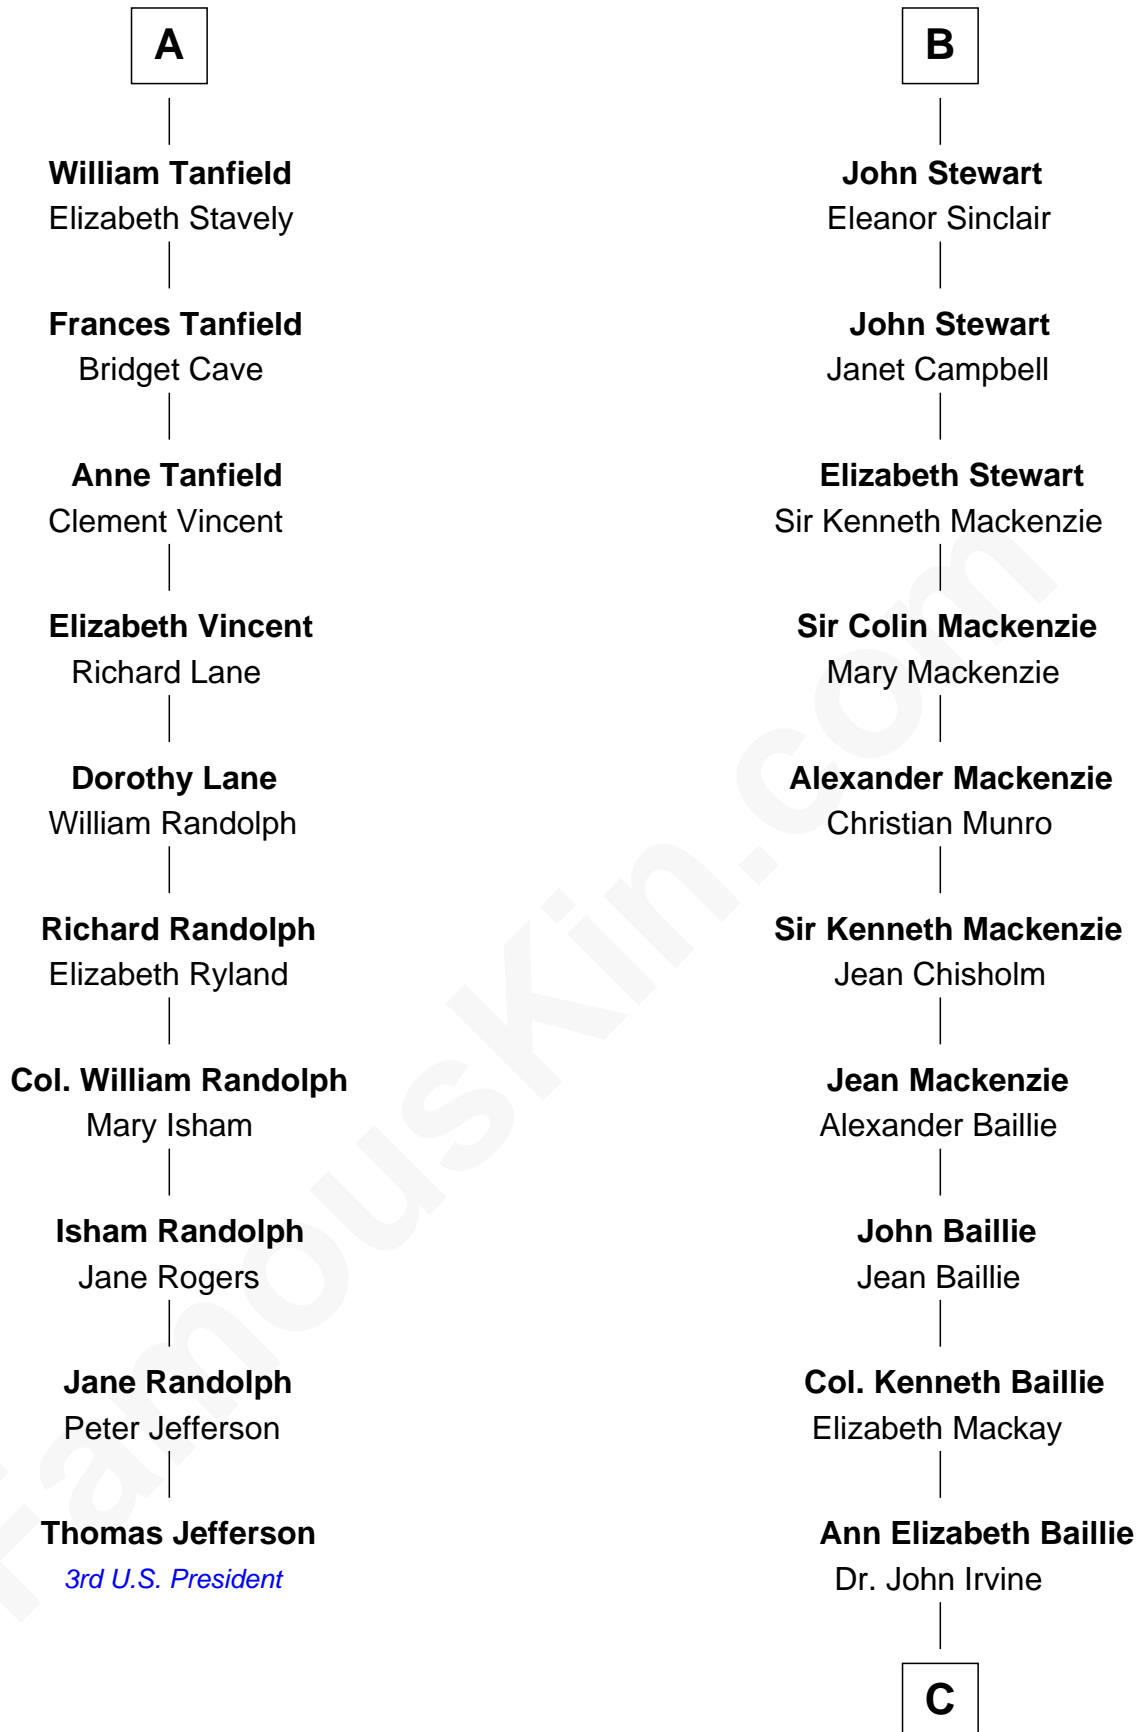 A
William Tanfield
Elizabeth Stavely
Frances Tanfield
Bridget Cave
Anne Tanfield
Clement Vincent
Elizabeth Vincent
Richard Lane
Dorothy Lane
William Randolph
Richard Randolph
Elizabeth Ryland
Col. William Randolph
Mary Isham
Isham Randolph
Jane Rogers
Jane Randolph
Peter Jefferson
Thomas Jefferson
3rd U.S. President
B
John Stewart
Eleanor Sinclair
John Stewart
Janet Campbell
Elizabeth Stewart
Sir Kenneth Mackenzie
Sir Colin Mackenzie
Mary Mackenzie
Alexander Mackenzie
Christian Munro
Sir Kenneth Mackenzie
Jean Chisholm
Jean Mackenzie
Alexander Baillie
John Baillie
Jean Baillie
Col. Kenneth Baillie
Elizabeth Mackay
Ann Elizabeth Baillie
Dr. John Irvine
C
FamousKin.com